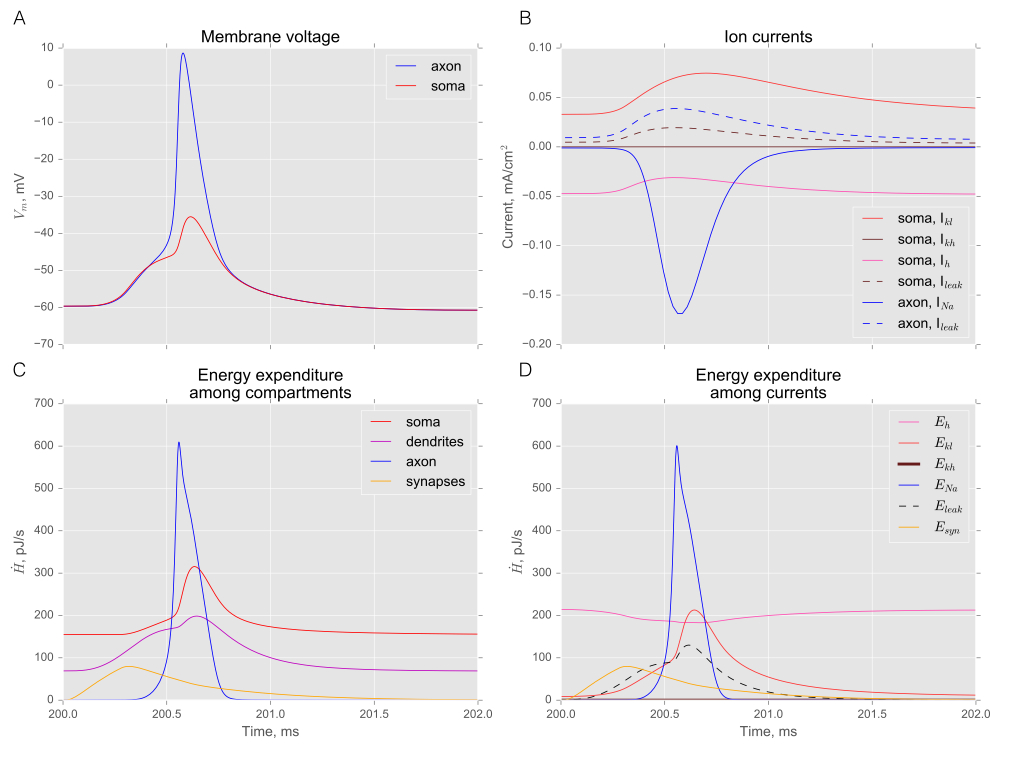 A
Membrane voltage
10
0
−10
−20
−30
−40
−50
−60
−70
V_m, mV
axon
soma
B
Ion currents
0.10
0.05
0.00
−0.05
−0.10
−0.15
−0.20
Current, mA/cm²
soma, I_kl
soma, I_kh
soma, I_h
soma, I_leak
axon, I_Na
axon, I_leak
C
Energy expenditure
among compartments
700
600
500
400
300
200
100
0
Ḣ, pJ/s
soma
dendrites
axon
synapses
200.0 200.5 201.0 201.5 202.0
Time, ms
D
Energy expenditure
among currents
700
600
500
400
300
200
100
0
Ḣ, pJ/s
E_h
E_kl
E_kh
E_Na
E_leak
E_syn
200.0 200.5 201.0 201.5 202.0
Time, ms